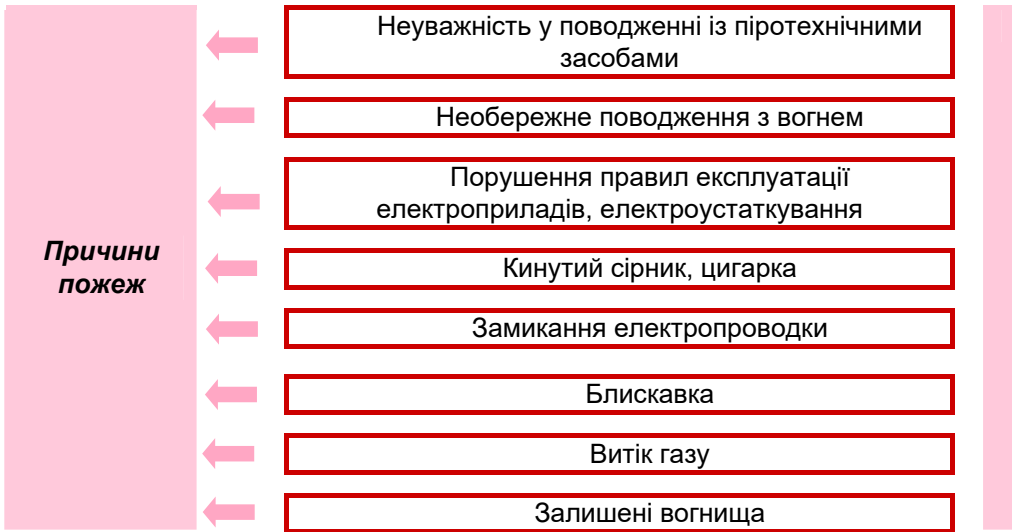 Неуважність у поводженні із піротехнічними
засобами
Необережне поводження з вогнем
Порушення правил експлуатації
електроприладів, електроустаткування
Причини
пожеж
Кинутий сірник, цигарка
Замикання електропроводки
Блискавка
Витік газу
Залишені вогнища